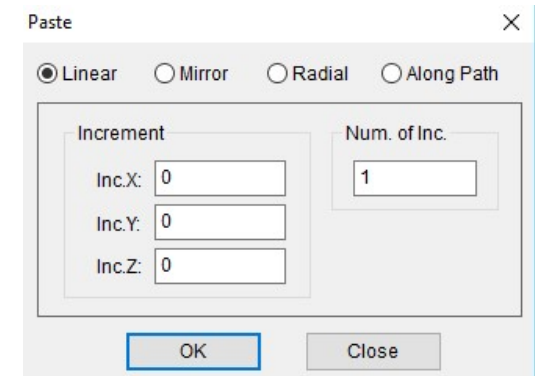 Paste
Linear Mirror Radial Along Path
Increment Num. of Inc.
Inc.X: 0 1
Inc.Y: 0
Inc.Z: 0
OK Close